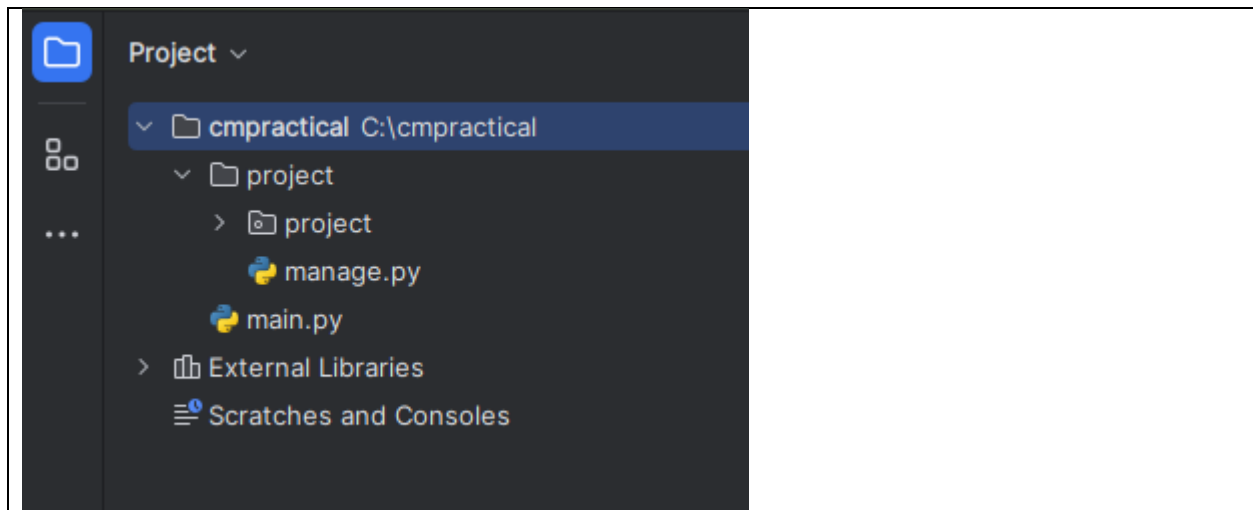 Project
cmpractical C:\cmpractical
project
project
manage.py
main.py
External Libraries
Scratches and Consoles